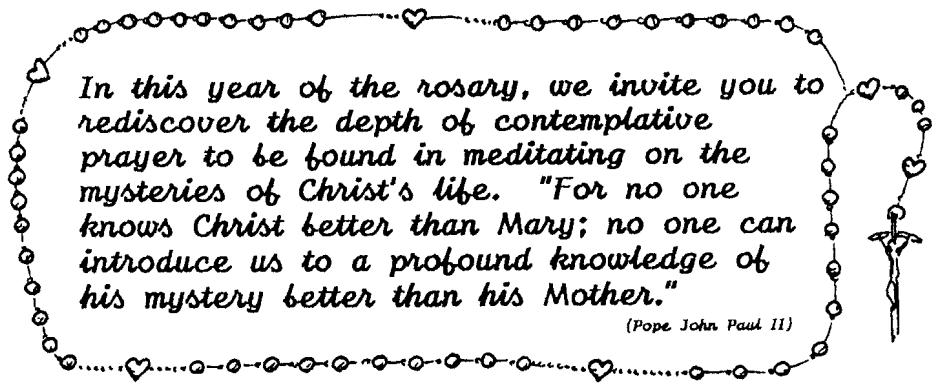 In this year of the rosary, we invite you to
rediscover the depth of contemplative
prayer to be found in meditating on the
mysteries of Christ's life.  "For no one
knows Christ better than Mary; no one can
introduce us to a profound knowledge of
his mystery better than his Mother."
(Pope John Paul II)